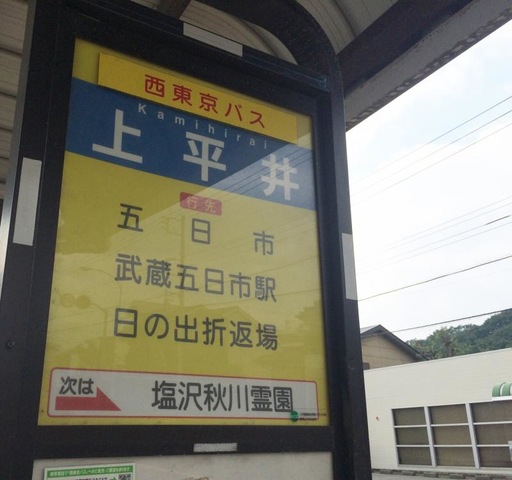 西東京バス
Kamihirai
上平井
行先
五日市
武蔵五日市駅
日の出折返場
次は
塩沢秋川霊園